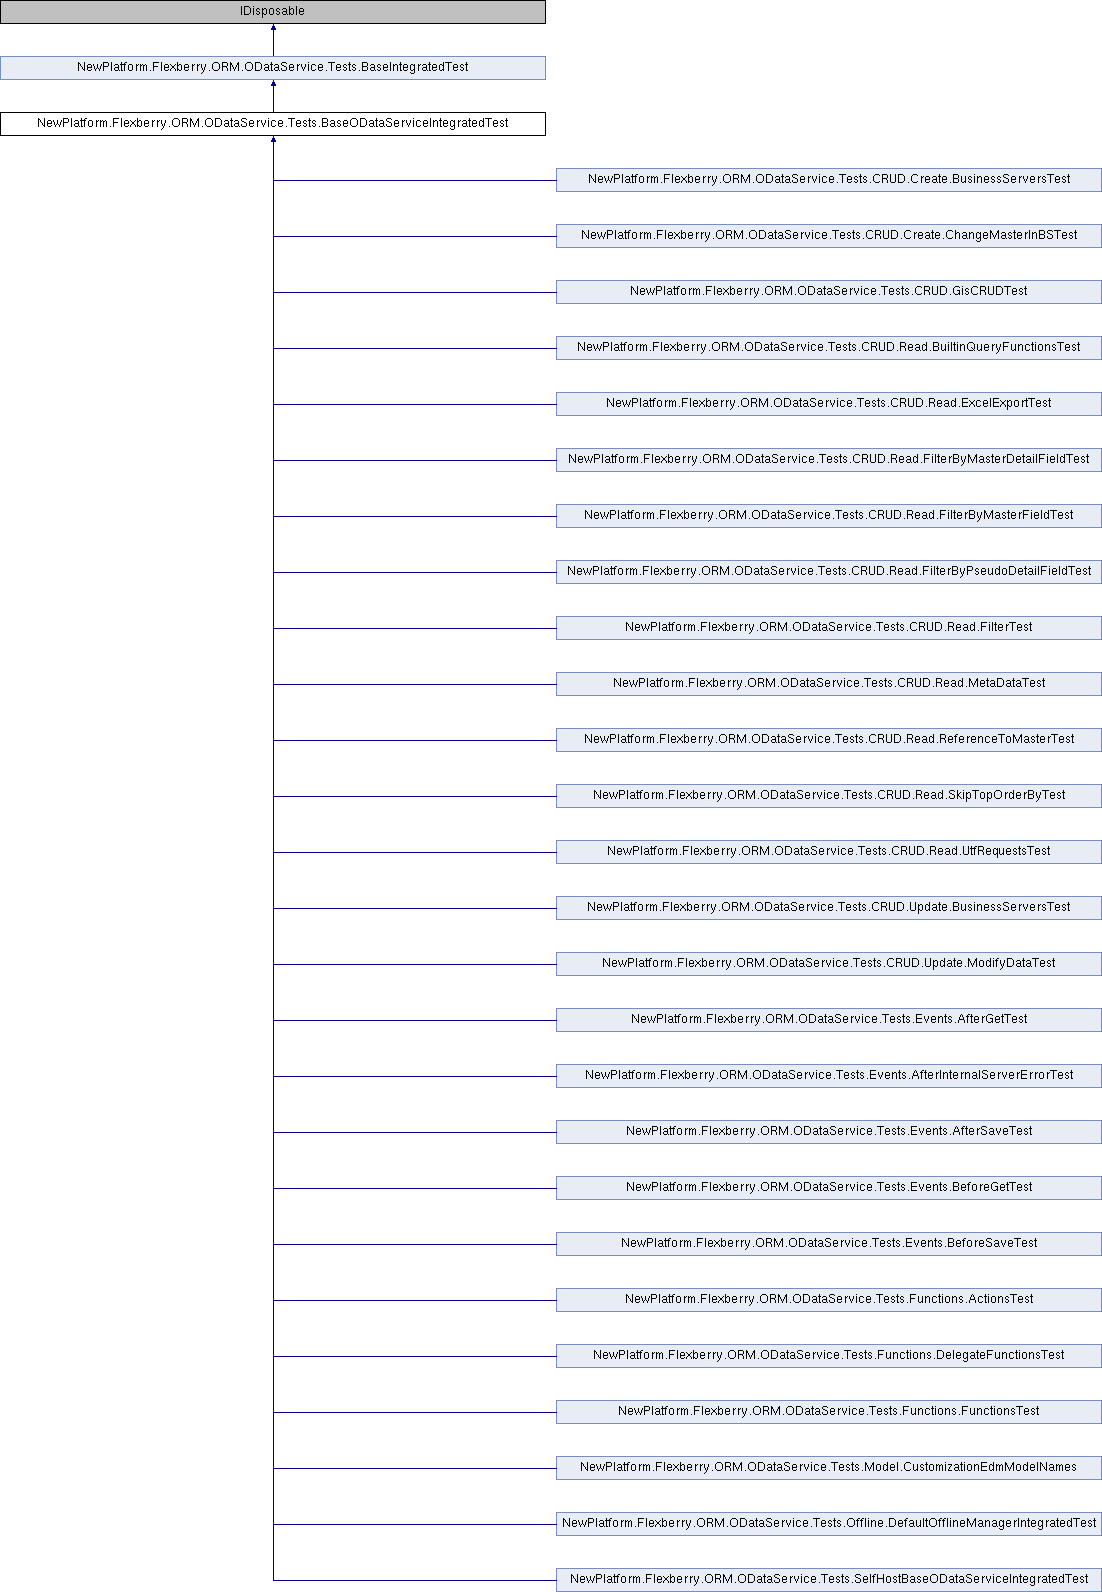 IDisposable
NewPlatform.Flexberry.ORM.ODataService.Tests.BaseIntegratedTest
NewPlatform.Flexberry.ORM.ODataService.Tests.BaseODataServiceIntegratedTest
NewPlatform.Flexberry.ORM.ODataService.Tests.CRUD.Create.BusinessServersTest
NewPlatform.Flexberry.ORM.ODataService.Tests.CRUD.Create.ChangeMasterInBSTest
NewPlatform.Flexberry.ORM.ODataService.Tests.CRUD.GisCRUDTest
NewPlatform.Flexberry.ORM.ODataService.Tests.CRUD.Read.BuiltinQueryFunctionsTest
NewPlatform.Flexberry.ORM.ODataService.Tests.CRUD.Read.ExcelExportTest
NewPlatform.Flexberry.ORM.ODataService.Tests.CRUD.Read.FilterByMasterDetailFieldTest
NewPlatform.Flexberry.ORM.ODataService.Tests.CRUD.Read.FilterByMasterFieldTest
NewPlatform.Flexberry.ORM.ODataService.Tests.CRUD.Read.FilterByPseudoDetailFieldTest
NewPlatform.Flexberry.ORM.ODataService.Tests.CRUD.Read.FilterTest
NewPlatform.Flexberry.ORM.ODataService.Tests.CRUD.Read.MetaDataTest
NewPlatform.Flexberry.ORM.ODataService.Tests.CRUD.Read.ReferenceToMasterTest
NewPlatform.Flexberry.ORM.ODataService.Tests.CRUD.Read.SkipTopOrderByTest
NewPlatform.Flexberry.ORM.ODataService.Tests.CRUD.Read.UtfRequestsTest
NewPlatform.Flexberry.ORM.ODataService.Tests.CRUD.Update.BusinessServersTest
NewPlatform.Flexberry.ORM.ODataService.Tests.CRUD.Update.ModifyDataTest
NewPlatform.Flexberry.ORM.ODataService.Tests.Events.AfterGetTest
NewPlatform.Flexberry.ORM.ODataService.Tests.Events.AfterInternalServerErrorTest
NewPlatform.Flexberry.ORM.ODataService.Tests.Events.AfterSaveTest
NewPlatform.Flexberry.ORM.ODataService.Tests.Events.BeforeGetTest
NewPlatform.Flexberry.ORM.ODataService.Tests.Events.BeforeSaveTest
NewPlatform.Flexberry.ORM.ODataService.Tests.Functions.ActionsTest
NewPlatform.Flexberry.ORM.ODataService.Tests.Functions.DelegateFunctionsTest
NewPlatform.Flexberry.ORM.ODataService.Tests.Functions.FunctionsTest
NewPlatform.Flexberry.ORM.ODataService.Tests.Model.CustomizationEdmModelNames
NewPlatform.Flexberry.ORM.ODataService.Tests.Offline.DefaultOfflineManagerIntegratedTest
NewPlatform.Flexberry.ORM.ODataService.Tests.SelfHostBaseODataServiceIntegratedTest